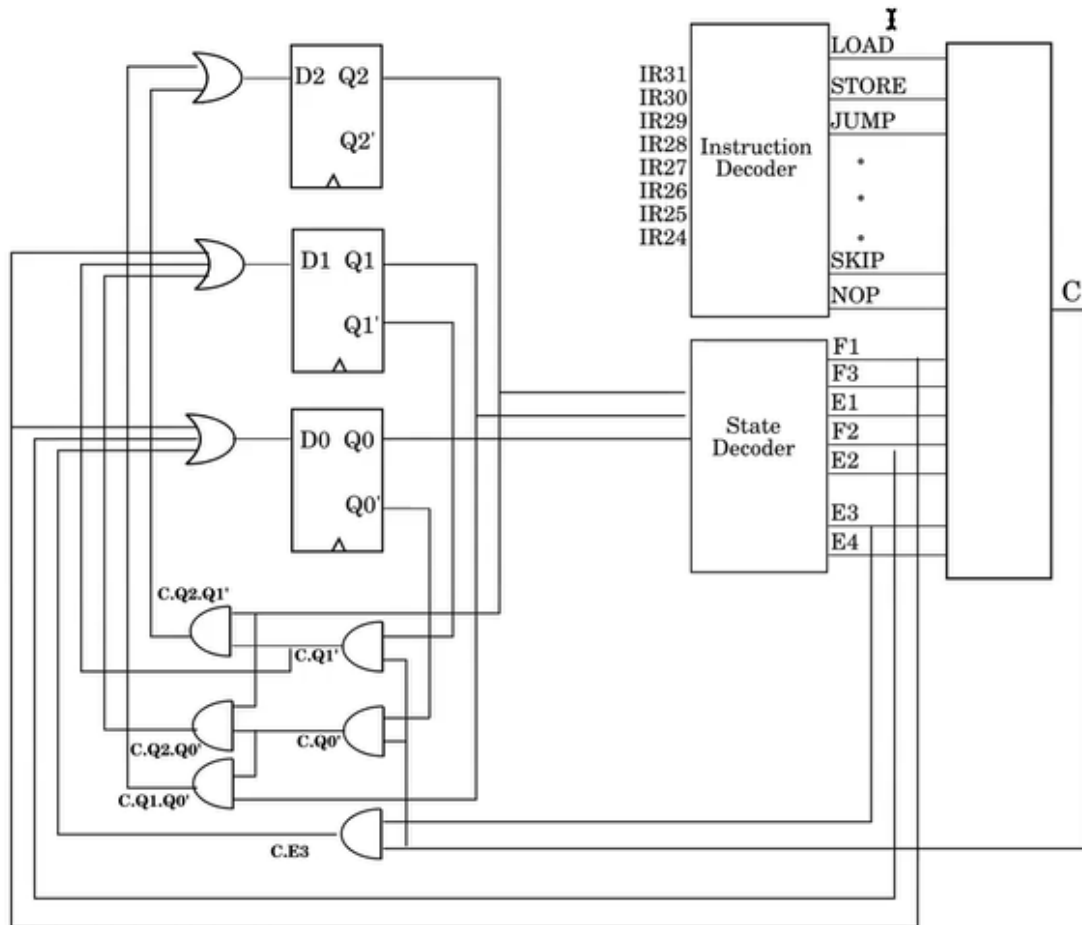 D2 Q2
Q2'
D1 Q1
Q1'
D0 Q0
Q0'
IR31
IR30
IR29
IR28
IR27
IR26
IR25
IR24
Instruction
Decoder
LOAD
STORE
JUMP
SKIP
NOP
C
State
Decoder
F1
F3
E1
F2
E2
E3
E4
C.Q2.Q1'
C.Q1'
C.Q2.Q0'
C.Q0'
C.Q1.Q0'
C.E3